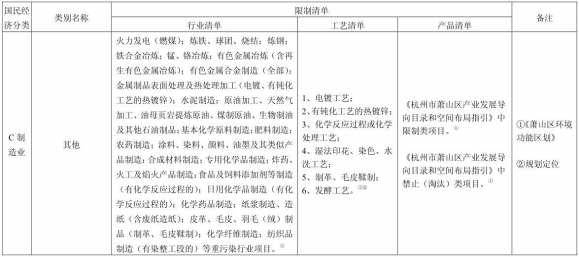 国民经
济分类
类别名称
限制清单
备注
行业清单
工艺清单
产品清单
C 制
造业
其他
火力发电（燃煤）；炼铁、球团、烧结；炼钢；
铁合金冶炼；锰、铬冶炼；有色金属冶炼（含再
生有色金属冶炼）；有色金属合金制造（全部）；
金属制品表面处理及热处理加工（电镀、有钝化
工艺的热镀锌）；水泥制造；原油加工、天然气加
工、油母页岩提炼原油、煤制原油、生物制油
及其他石油制品；基本化学原料制造；肥料制造；
农药制造；涂料、染料、颜料、油墨及其类似产
品制造；合成材料制造；专用化学品制造；炸药、
火工及焰火产品制造；食品及饲料添加剂等制造
（有化学反应过程的）；日用化学品制造（有化
学反应过程的）；化学药品制造；纸浆制造、造
纸（含废纸造纸）；皮革、毛皮、羽毛（绒）制
品（制革、毛皮鞣制）；化学纤维制造；纺织品
制造（有染整工段的）等重污染行业项目。①
1、电镀工艺；
2、有钝化工艺的热镀锌；
3、化学反应过程或化学
处理工艺；
4、湿法印花、染色、水
洗工艺；
5、制革、毛皮鞣制；
6、发酵工艺。①②
《杭州市萧山区产业发展导
向目录和空间布局指引》中
限制类项目。①
《杭州市萧山区产业发展导
向目录和空间布局指引》中
禁止（淘汰）类项目。①
①《萧山区环境
功能区划》
②规划定位